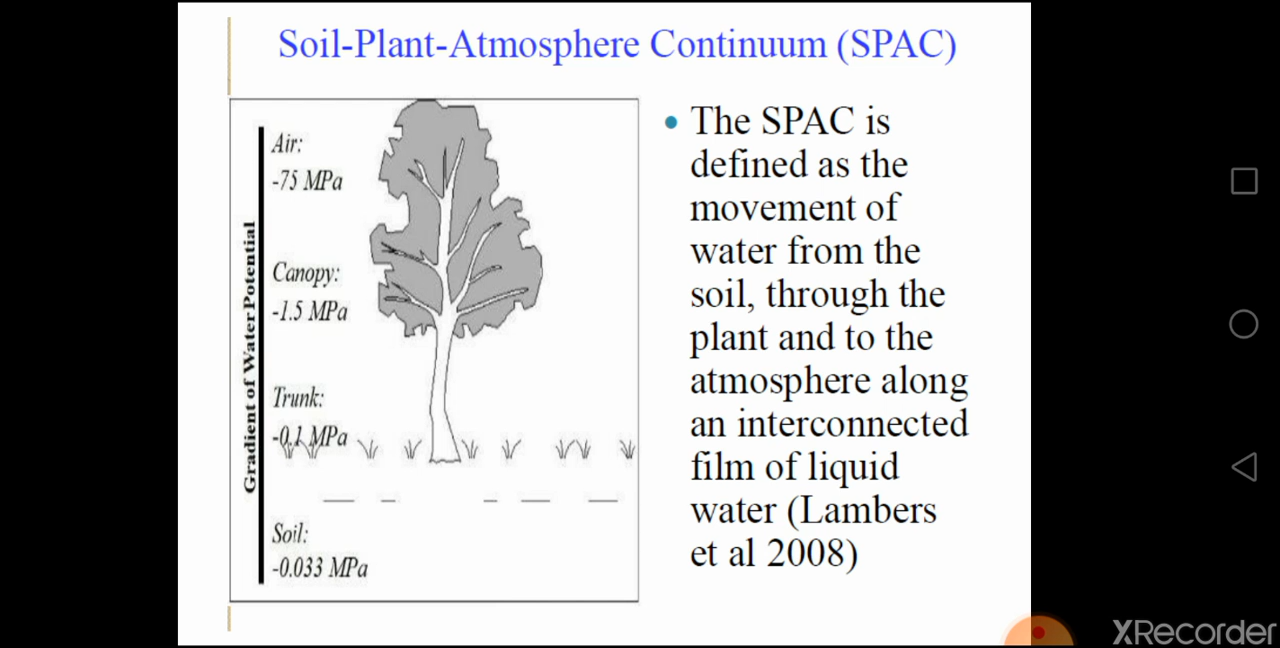 Soil-Plant-Atmosphere Continuum (SPAC)
Gradient of Water Potential
Air:
-75 MPa
Canopy:
-1.5 MPa
Trunk:
-0.1 MPa
Soil:
-0.033 MPa
• The SPAC is
defined as the
movement of
water from the
soil, through the
plant and to the
atmosphere along
an interconnected
film of liquid
water (Lambers
et al 2008)
XRecorder